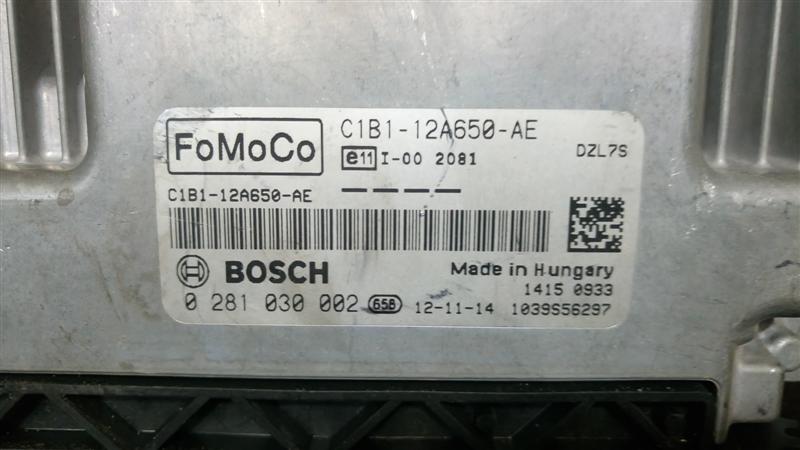 FoMoCo C1B1-12A650-AE
e11 I-00 2081 DZL7S
C1B1-12A650-AE ----
BOSCH Made in Hungary
1415 0933
0 281 030 002 65B 12-11-14 1039S56297